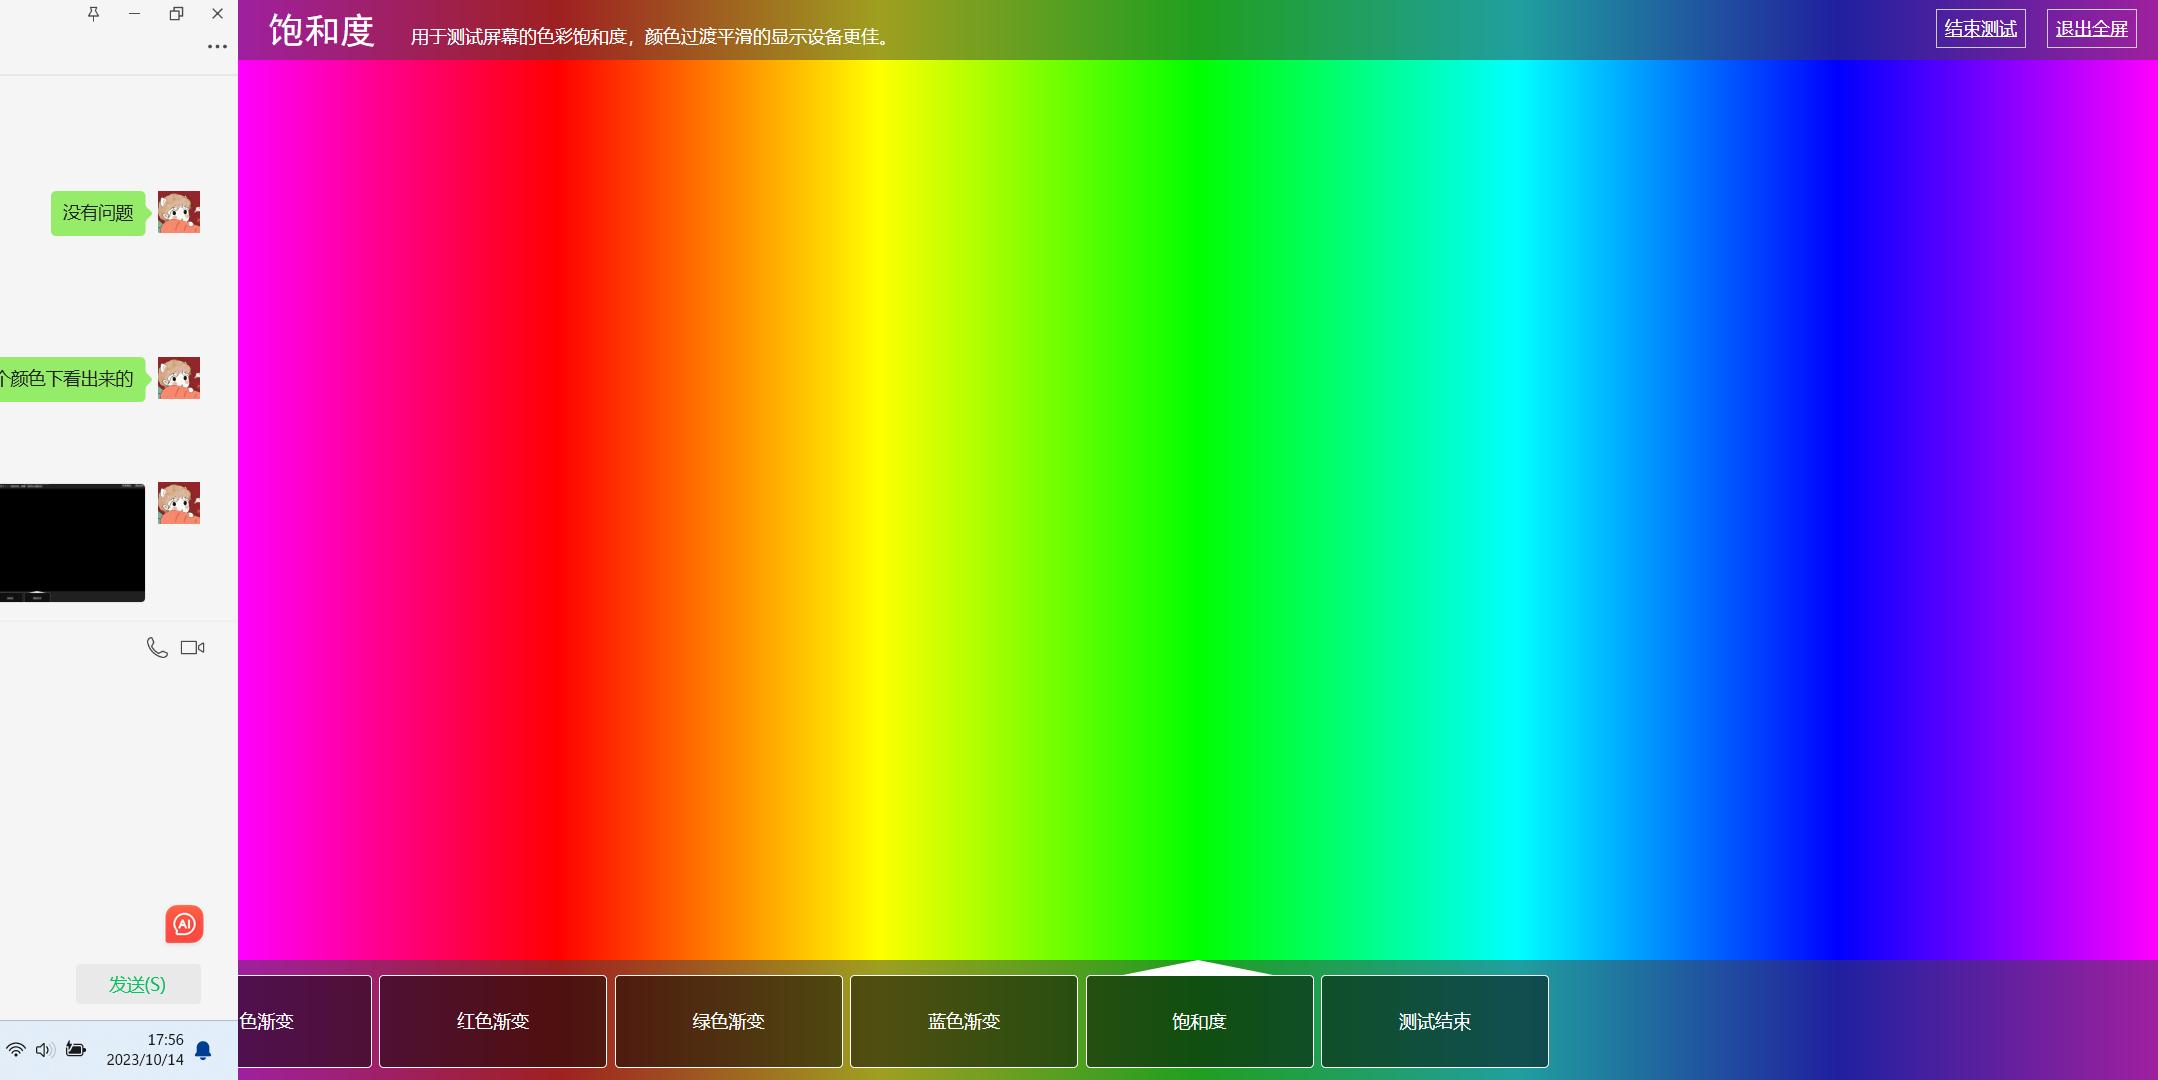 饱和度
用于测试屏幕的色彩饱和度，颜色过渡平滑的显示设备更佳。
结束测试
退出全屏
没有问题
个颜色下看出来的
AI
发送(S)
17:56
2023/10/14
色渐变
红色渐变
绿色渐变
蓝色渐变
饱和度
测试结束